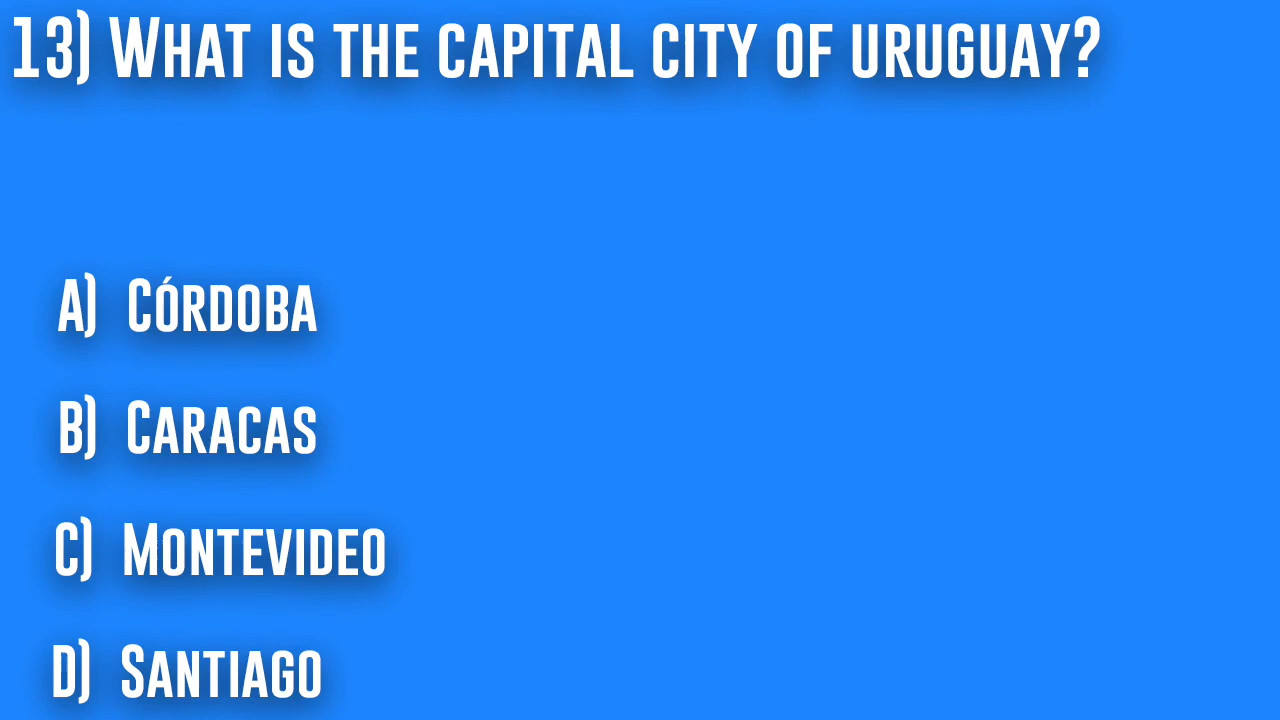 13) What is the capital city of uruguay?
A) Córdoba
B) Caracas
C) Montevideo
D) Santiago